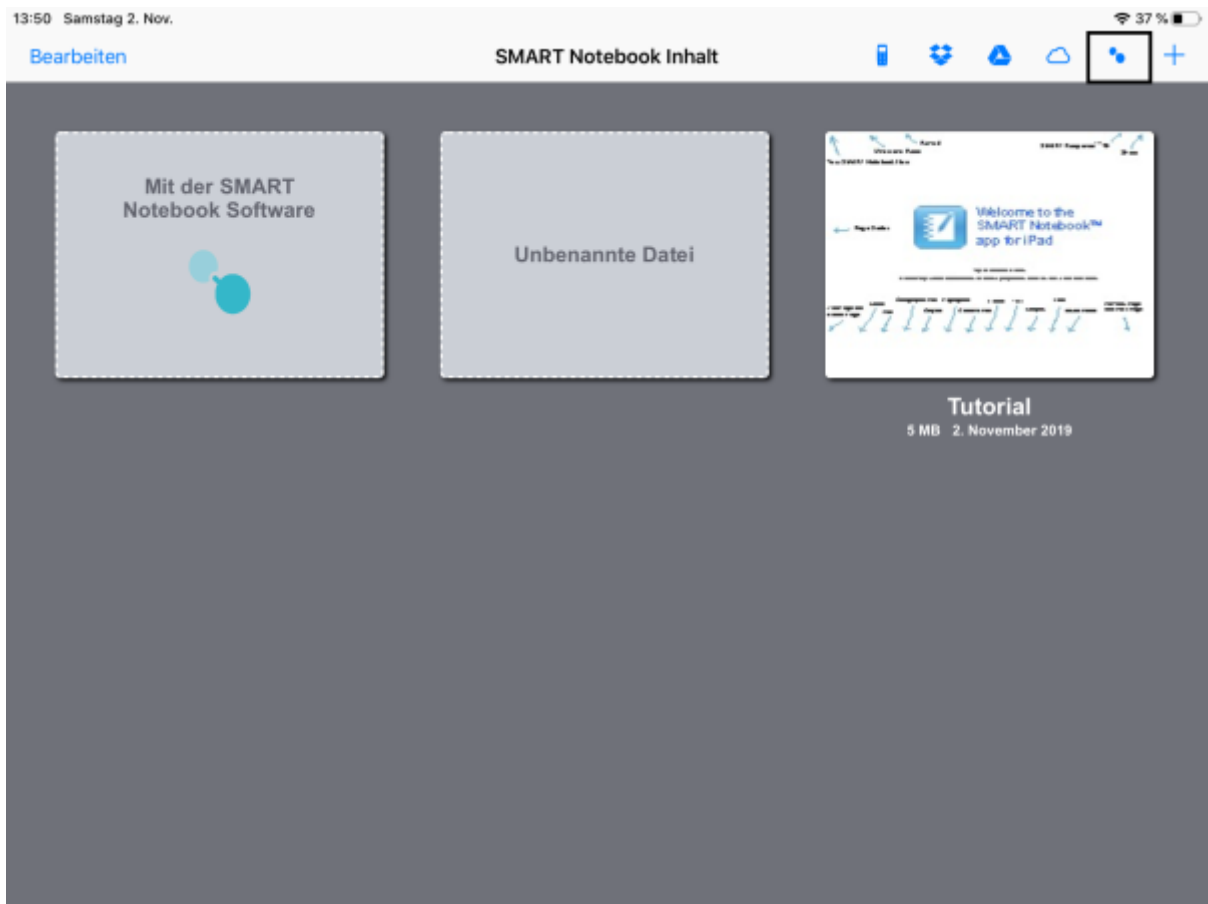 13:50 Samstag 2. Nov.
37 %
Bearbeiten
SMART Notebook Inhalt
Mit der SMART
Notebook Software
Unbenannte Datei
Welcome to the
SMART Notebook™
app for iPad
Tutorial
5 MB 2. November 2019